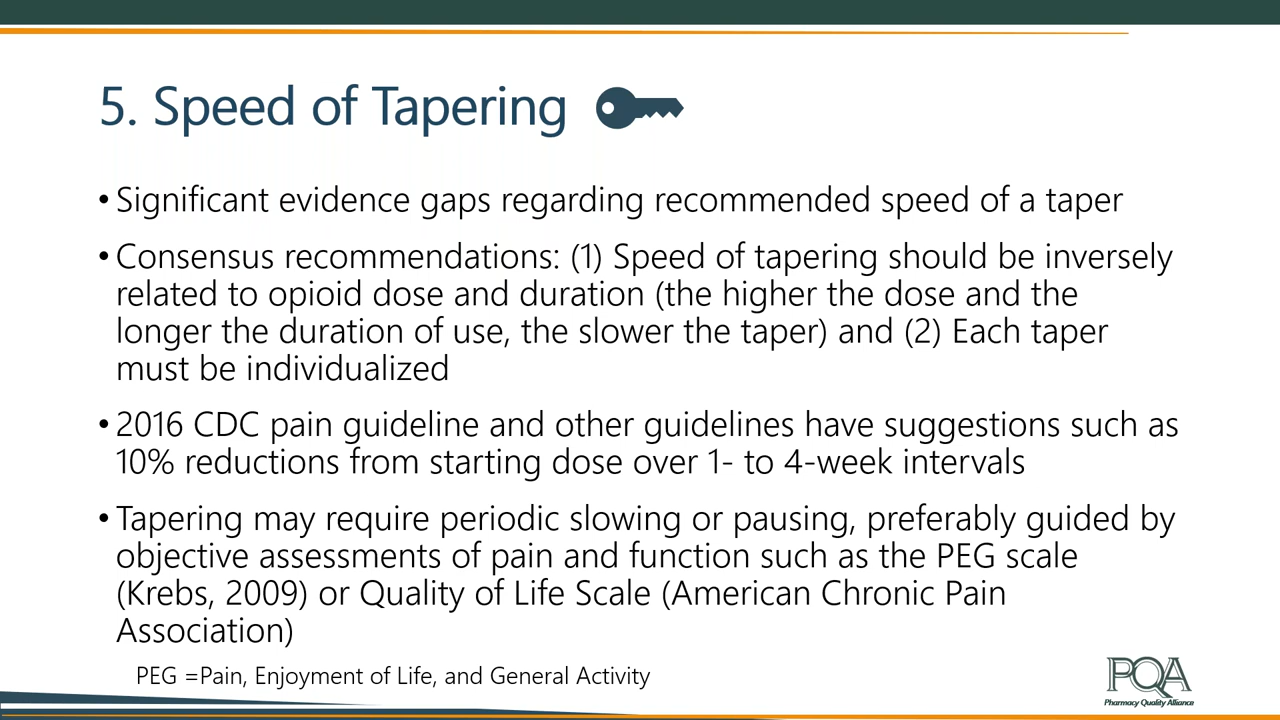 5. Speed of Tapering
• Significant evidence gaps regarding recommended speed of a taper
• Consensus recommendations: (1) Speed of tapering should be inversely
related to opioid dose and duration (the higher the dose and the
longer the duration of use, the slower the taper) and (2) Each taper
must be individualized
• 2016 CDC pain guideline and other guidelines have suggestions such as
10% reductions from starting dose over 1- to 4-week intervals
• Tapering may require periodic slowing or pausing, preferably guided by
objective assessments of pain and function such as the PEG scale
(Krebs, 2009) or Quality of Life Scale (American Chronic Pain
Association)
PEG =Pain, Enjoyment of Life, and General Activity
PQA
Pharmacy Quality Alliance